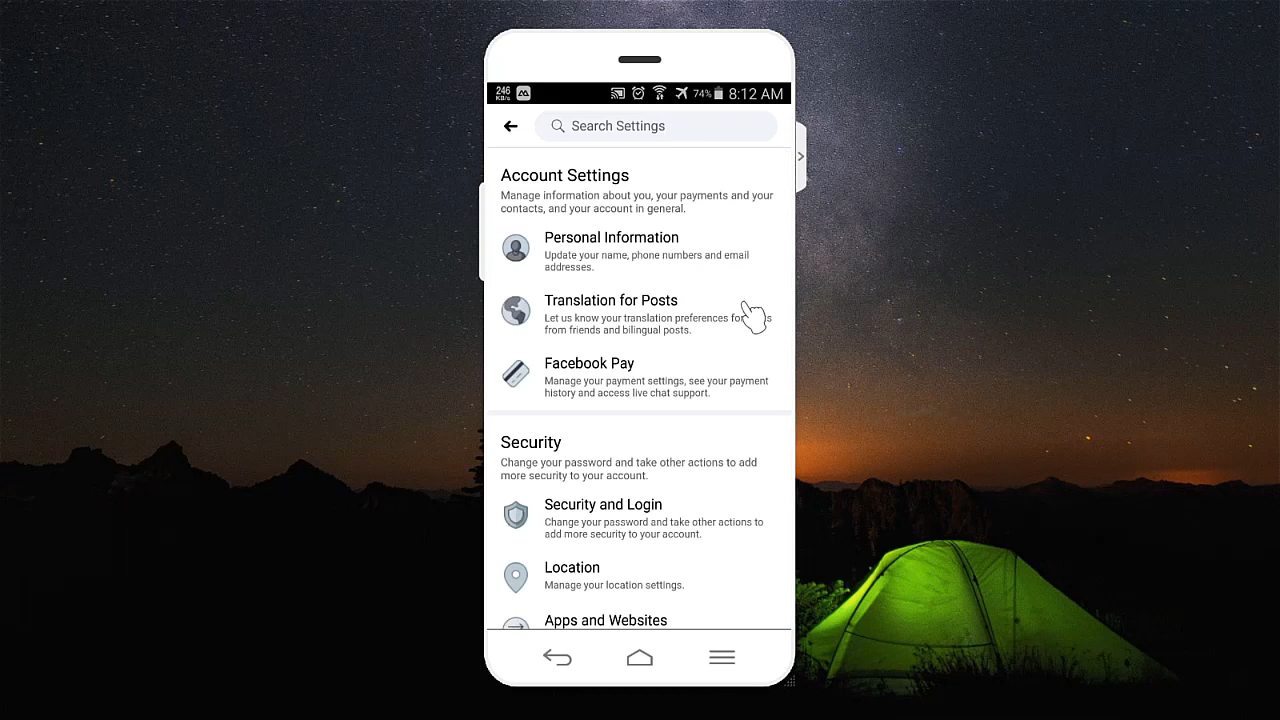 246
KB/s
74%
8:12 AM
Search Settings
Account Settings
Manage information about you, your payments and your
contacts, and your account in general.
Personal Information
Update your name, phone numbers and email
addresses.
Translation for Posts
Let us know your translation preferences for
from friends and bilingual posts.
Facebook Pay
Manage your payment settings, see your payment
history and access live chat support.
Security
Change your password and take other actions to add
more security to your account.
Security and Login
Change your password and take other actions to
add more security to your account.
Location
Manage your location settings.
Apps and Websites